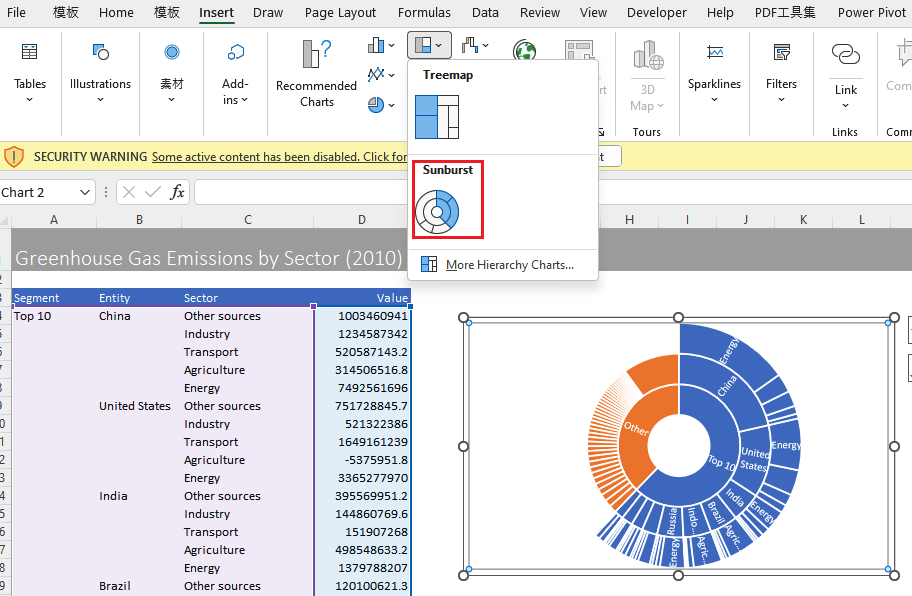 File 模板 Home 模板 Insert Draw Page Layout Formulas Data Review View Developer Help PDF工具集 Power Pivot
Tables
Illustrations
素材
Add-
ins
Recommended
Charts
Treemap
Sunburst
More Hierarchy Charts...
3D
Map
Tours
Sparklines
Filters
Link
Links
SECURITY WARNING Some active content has been disabled. Click for
Chart 2
fx
A B C D H I J K L
Greenhouse Gas Emissions by Sector (2010)
Segment Entity Sector Value
Top 10 China Other sources 1003460941
Industry 1234587342
Transport 520587143.2
Agriculture 314506516.8
Energy 7492561696
United States Other sources 751728845.7
Industry 521322386
Transport 1649161239
Agriculture -5375951.8
Energy 3365277970
India Other sources 395569951.2
Industry 144860769.6
Transport 151907268
Agriculture 498548633.2
Energy 1379788207
Brazil Other sources 120100621.3
Energy
China
Other
Top 10
United
States
Energy
India
Energy
Brazil
Agric...
Indo...
Agric...
Russia
Energy